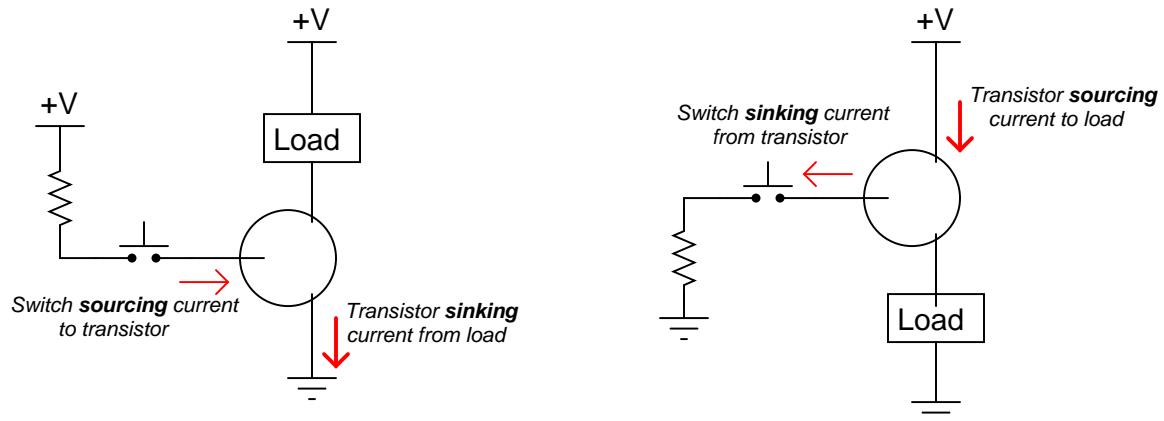 +V
+V
Load
Switch sourcing current
to transistor
Transistor sinking
current from load
+V
Switch sinking current
from transistor
Transistor sourcing
current to load
Load